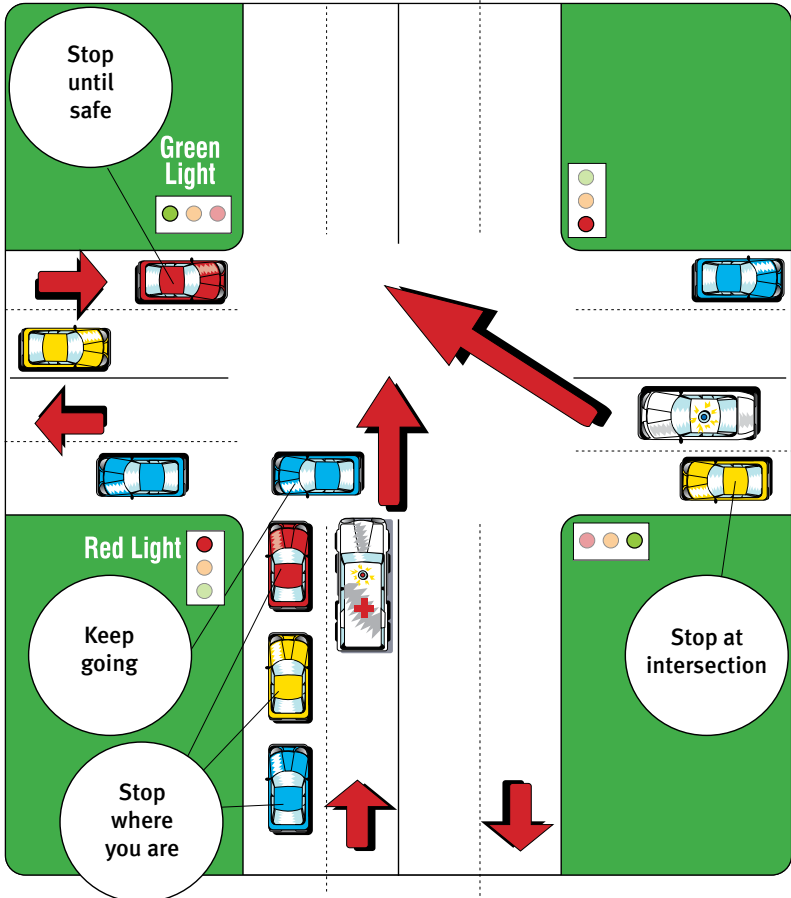 Stop
until
safe
Green
Light
Red Light
Keep
going
Stop at
intersection
Stop
where
you are